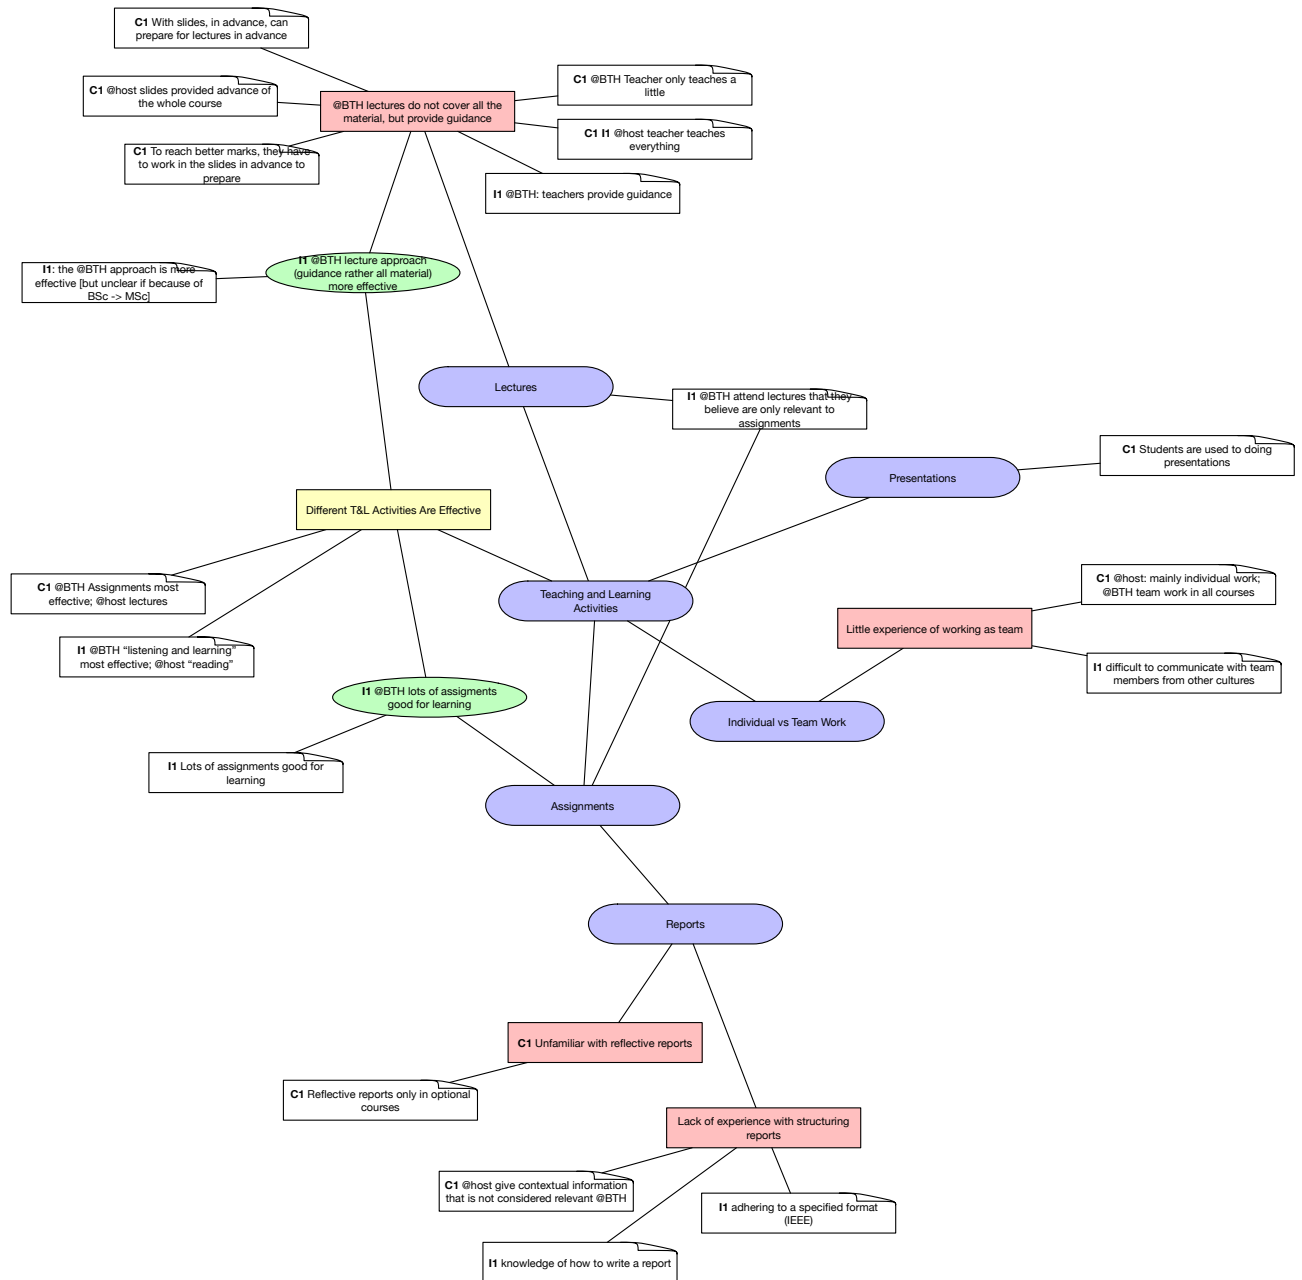 C1 With slides, in advance, can
prepare for lectures in advance
C1 @BTH Teacher only teaches a
little
C1 @host slides provided advance of
the whole course
@BTH lectures do not cover all the
material, but provide guidance
C1 I1 @host teacher teaches
everything
C1 To reach better marks, they have
to work in the slides in advance to
prepare
I1 @BTH: teachers provide guidance
I1: the @BTH approach is more
effective [but unclear if because of
BSc -> MSc]
I1 @BTH lecture approach
(guidance rather all material)
more effective
Lectures
I1 @BTH attend lectures that they
believe are only relevant to
assignments
C1 Students are used to doing
presentations
Presentations
Different T&L Activities Are Effective
C1 @BTH Assignments most
effective; @host lectures
Teaching and Learning
Activities
C1 @host: mainly individual work;
@BTH team work in all courses
Little experience of working as team
I1 @BTH “listening and learning”
most effective; @host “reading”
I1 difficult to communicate with team
members from other cultures
I1 @BTH lots of assigments
good for learning
Individual vs Team Work
I1 Lots of assignments good for
learning
Assignments
Reports
C1 Unfamiliar with reflective reports
C1 Reflective reports only in optional
courses
Lack of experience with structuring
reports
C1 @host give contextual information
that is not considered relevant @BTH
I1 adhering to a specified format
(IEEE)
I1 knowledge of how to write a report